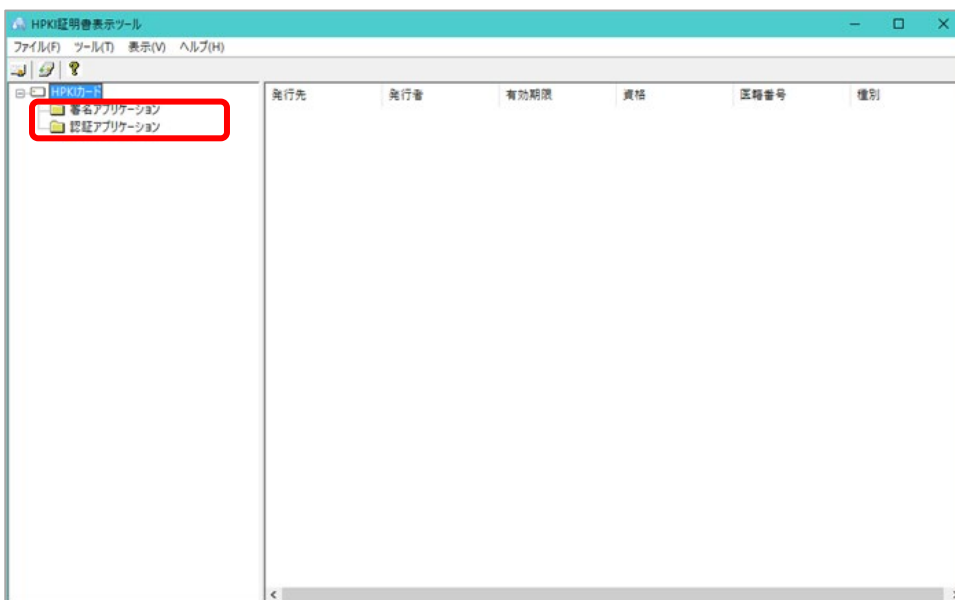 HPKI証明書表示ツール
ファイル(F) ツール(T) 表示(V) ヘルプ(H)
HPKIカード
署名アプリケーション
認証アプリケーション
発行先 発行者 有効期限 資格 医籍番号 種別